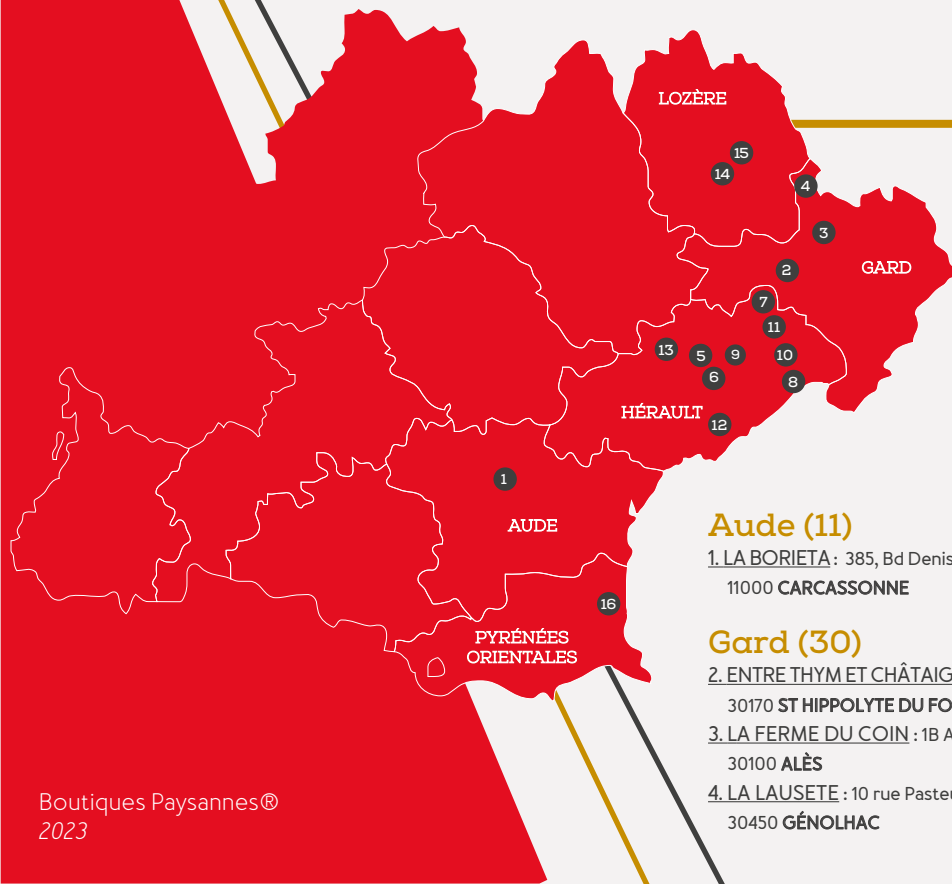 LOZÈRE
15
14
4
3
GARD
2
7
11
13
5
9
10
6
8
HÉRAULT
12
1
AUDE
16
PYRÉNÉES
ORIENTALES
Aude (11)
1. LA BORIETA : 385, Bd Denis
11000 CARCASSONNE
Gard (30)
2. ENTRE THYM ET CHÂTAIG
30170 ST HIPPOLYTE DU FO
3. LA FERME DU COIN : 1B A
30100 ALÈS
4. LA LAUSETE : 10 rue Pasteu
30450 GÉNOLHAC
Boutiques Paysannes®
2023